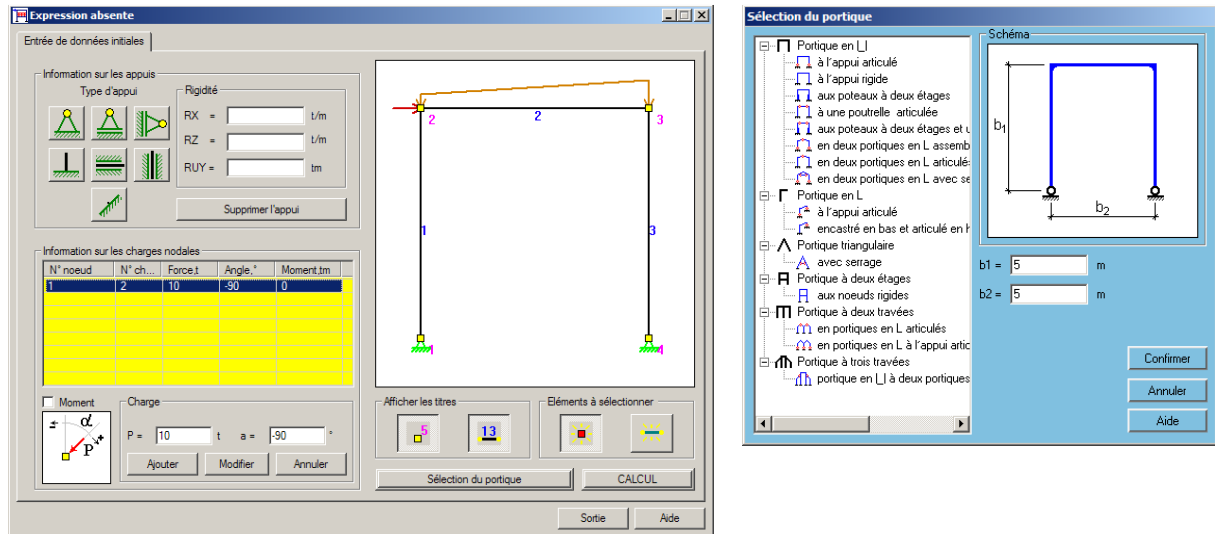 Expression absente
Entrée de données initiales
Information sur les appuis
Type d'appui
Rigidité
RX =
t/m
RZ =
t/m
RUY =
tm
Supprimer l'appui
Information sur les charges nodales
N° noeud N° ch... Force,t Angle,° Moment,tm
1 2 10 -90 0
Moment
Charge
α
P
P = 10 t a = -90 °
Ajouter Modifier Annuler
2 2 3
1 3
1 4
Afficher les titres
5 13
Eléments à sélectionner
Sélection du portique CALCUL
Sortie Aide
Sélection du portique
Portique en |_|
à l'appui articulé
à l'appui rigide
aux poteaux à deux étages
à une poutrelle articulée
aux poteaux à deux étages et
en deux portiques en L assemb
en deux portiques en L articulé
en deux portiques en L avec se
Portique en L
à l'appui articulé
encastré en bas et articulé en h
Portique triangulaire
avec serrage
Portique à deux étages
aux noeuds rigides
Portique à deux travées
en portiques en L articulés
en portiques en L à l'appui artic
Portique à trois travées
portique en |_| à deux portiques
Schéma
b1
b2
b1 = 5 m
b2 = 5 m
Confirmer
Annuler
Aide